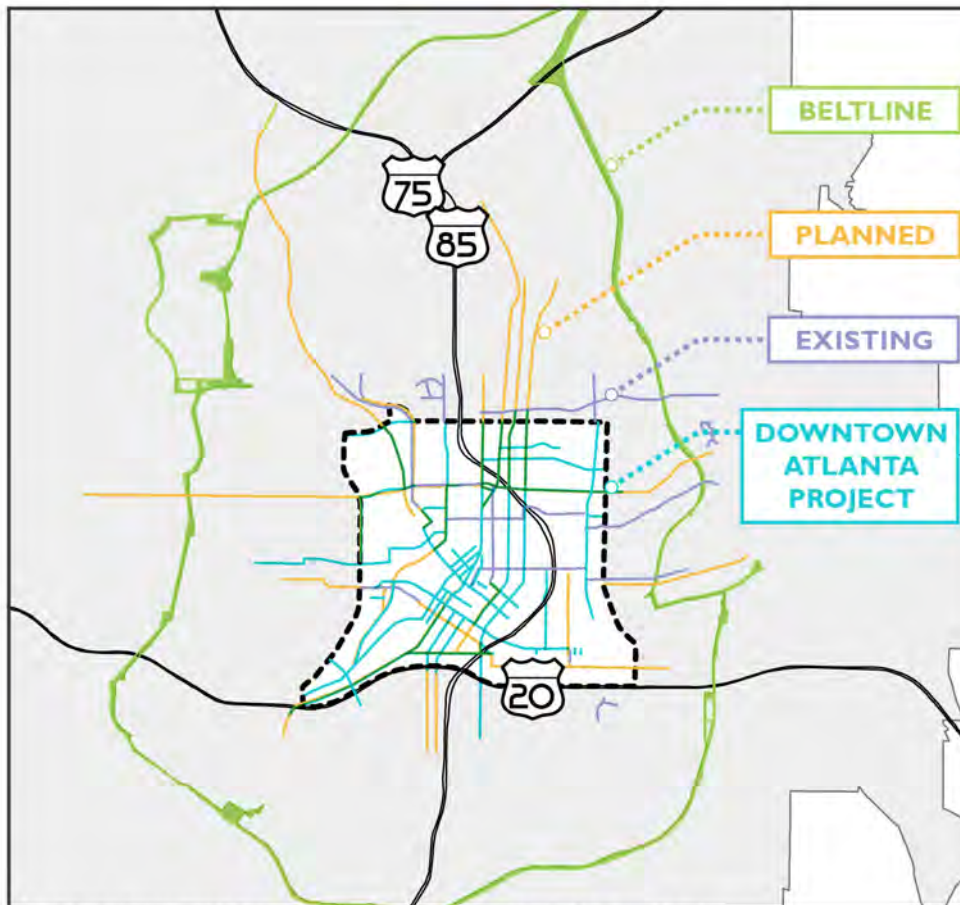 BELTLINE
75
85
PLANNED
EXISTING
DOWNTOWN
ATLANTA
PROJECT
20